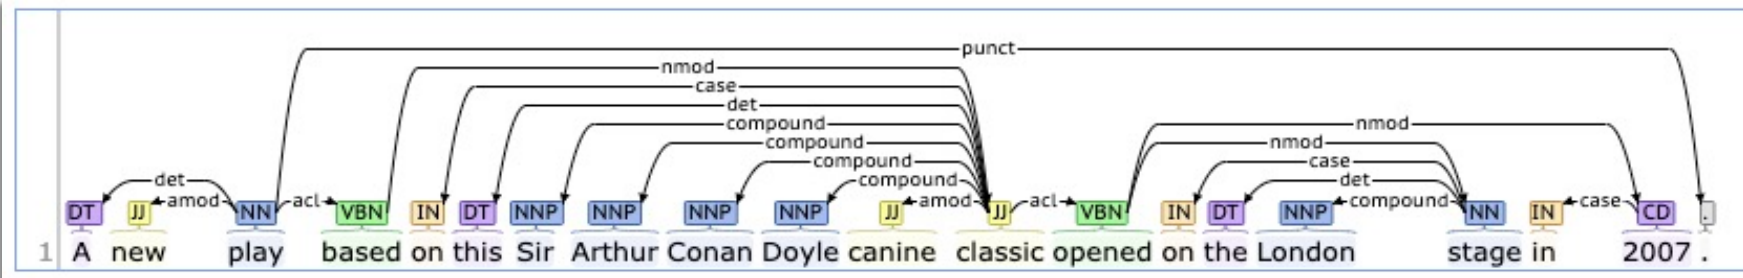 punct
nmod
case
det
compound nmod
compound nmod
compound case
det compound det
amod acl amod acl compound case
DT JJ NN VBN IN DT NNP NNP NNP NNP JJ JJ VBN IN DT NNP NN IN CD .
1 A new play based on this Sir Arthur Conan Doyle canine classic opened on the London stage in 2007 .